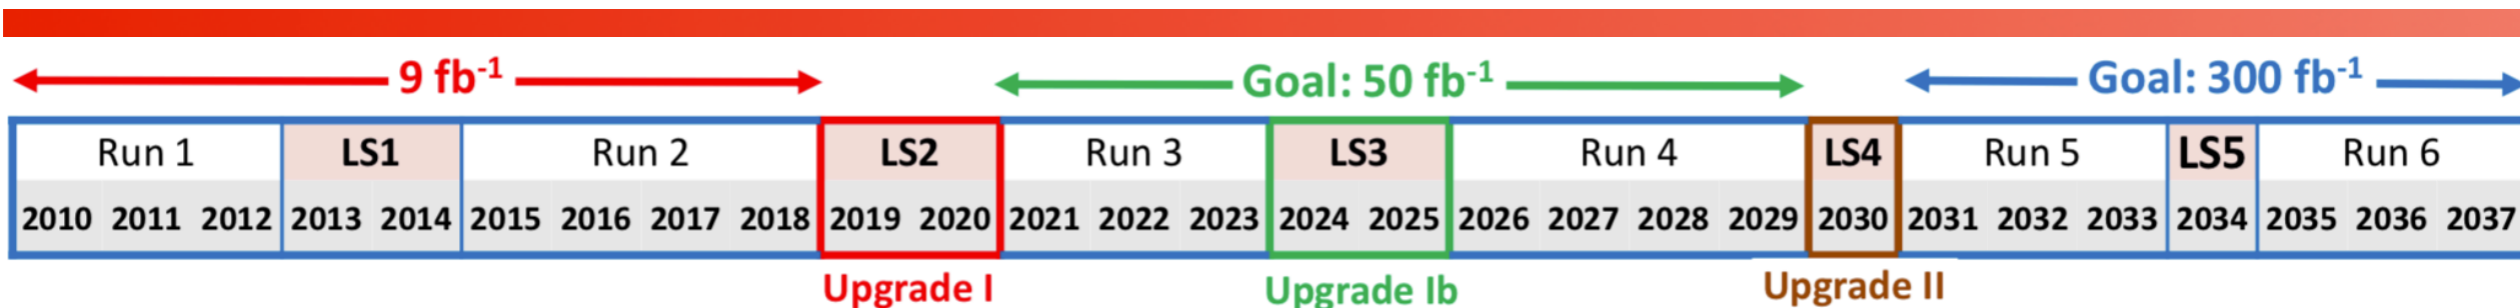 9 fb-1 Goal: 50 fb-1 Goal: 300 fb-1
Run 1 LS1 Run 2 LS2 Run 3 LS3 Run 4 LS4 Run 5 LS5 Run 6
2010 2011 2012 2013 2014 2015 2016 2017 2018 2019 2020 2021 2022 2023 2024 2025 2026 2027 2028 2029 2030 2031 2032 2033 2034 2035 2036 2037
Upgrade I Upgrade Ib Upgrade II